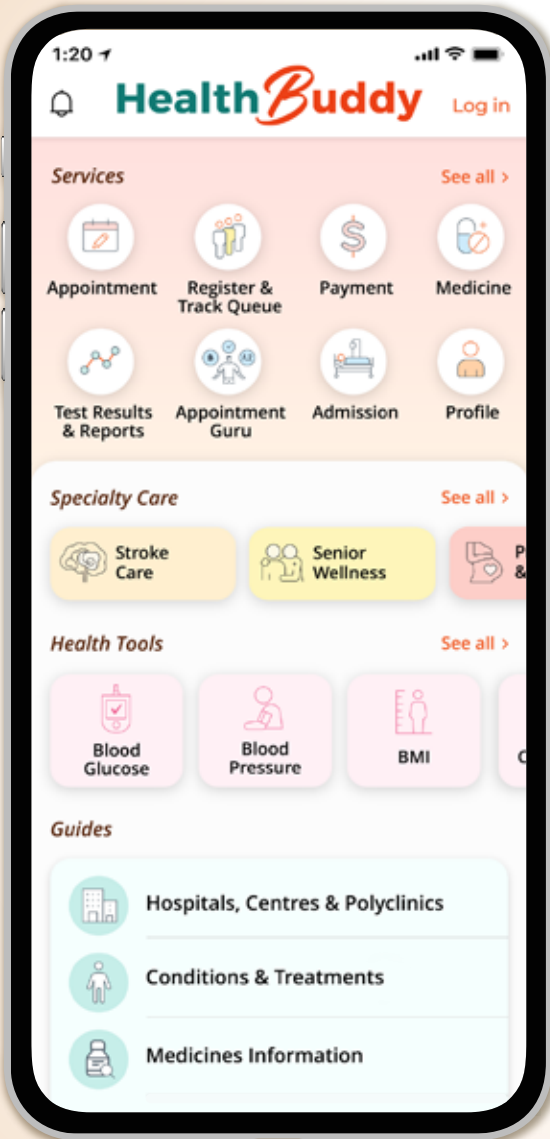 1:20
HealthBuddy
Log in
Services
See all >
Appointment
Register &
Track Queue
Payment
Medicine
Test Results
& Reports
Appointment
Guru
Admission
Profile
Specialty Care
See all >
Stroke
Care
Senior
Wellness
P
&
Health Tools
See all >
Blood
Glucose
Blood
Pressure
BMI
Guides
Hospitals, Centres & Polyclinics
Conditions & Treatments
Medicines Information